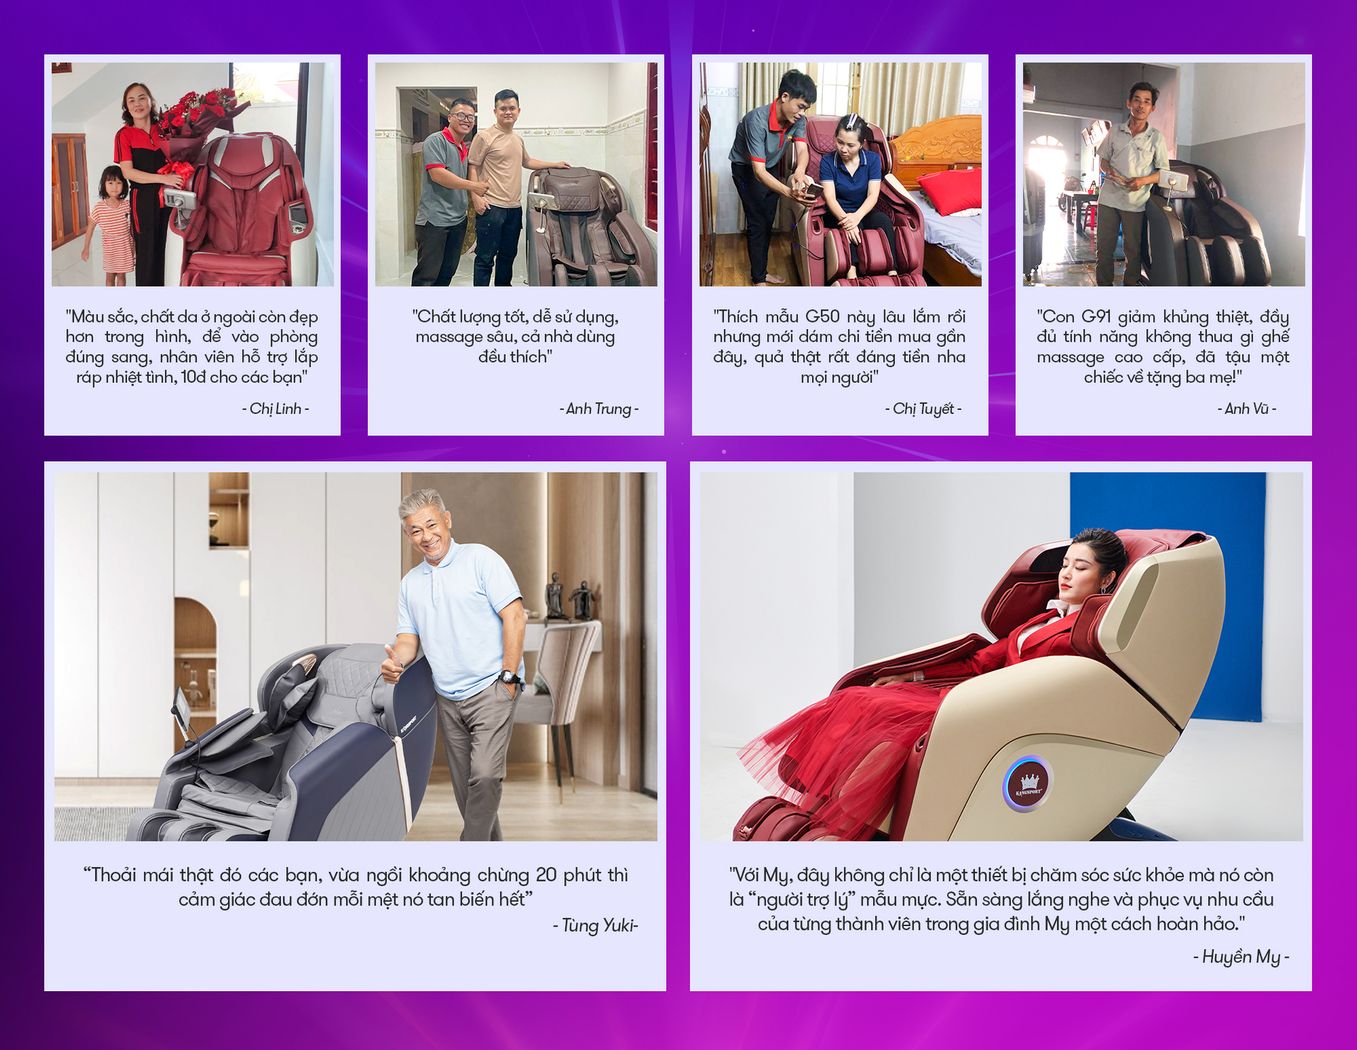 "Màu sắc, chất da ở ngoài còn đẹp
hơn trong hình, để vào phòng
đúng sang, nhân viên hỗ trợ lắp
ráp nhiệt tình, 10đ cho các bạn"
- Chị Linh -
"Chất lượng tốt, dễ sử dụng,
massage sâu, cả nhà dùng
đều thích"
- Anh Trung -
"Thích mẫu G50 này lâu lắm rồi
nhưng mới dám chi tiền mua gần
đây, quả thật rất đáng tiền nha
mọi người"
- Chị Tuyết -
"Con G91 giảm khủng thiệt, đầy
đủ tính năng không thua gì ghế
massage cao cấp, đã tậu một
chiếc về tặng ba mẹ!"
- Anh Vũ -
KINGSPORT
“Thoải mái thật đó các bạn, vừa ngồi khoảng chừng 20 phút thì
cảm giác đau đớn mỗi mệt nó tan biến hết”
- Tùng Yuki-
KINGSPORT
"Với My, đây không chỉ là một thiết bị chăm sóc sức khỏe mà nó còn
là “người trợ lý” mẫu mực. Sẵn sàng lắng nghe và phục vụ nhu cầu
của từng thành viên trong gia đình My một cách hoàn hảo."
- Huyền My -